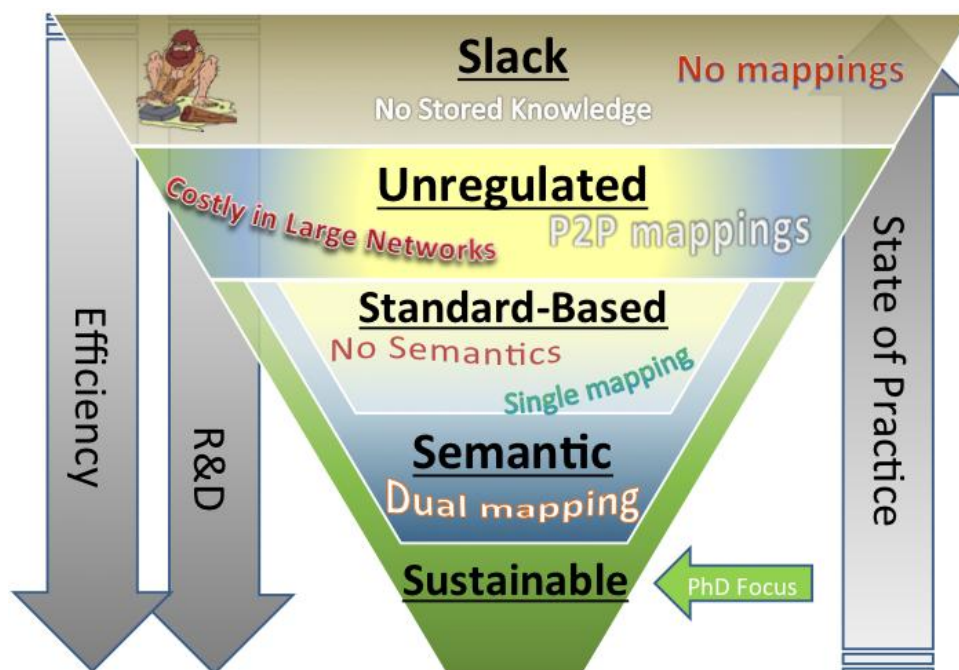 Slack
No mappings
No Stored Knowledge
Unregulated
Costly in Large Networks
P2P mappings
Standard-Based
No Semantics
Single mapping
Semantic
Dual mapping
Sustainable
PhD Focus
Efficiency
R&D
State of Practice